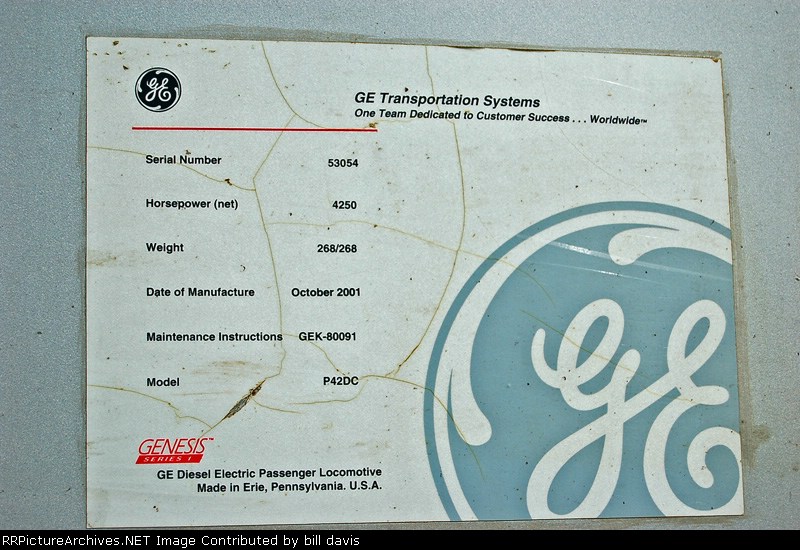 GE
GE Transportation Systems
One Team Dedicated to Customer Success . . . Worldwide™
Serial Number 53054
Horsepower (net) 4250
Weight 268/268
Date of Manufacture October 2001
Maintenance Instructions GEK-80091
Model P42DC
GENESIS™
SERIES I
GE Diesel Electric Passenger Locomotive
Made in Erie, Pennsylvania. U.S.A.
GE
RRPictureArchives.NET Image Contributed by bill davis